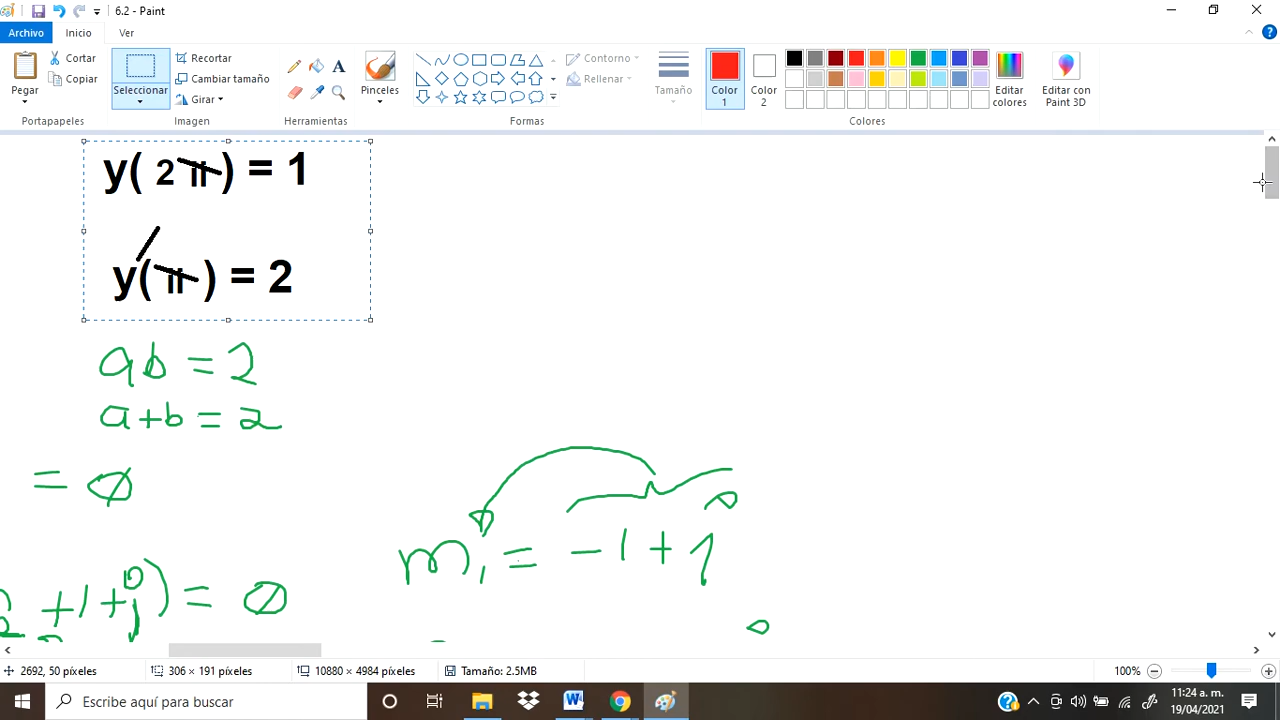 6.2 - Paint
Archivo Inicio Ver
Pegar
Cortar
Copiar
Portapapeles
Seleccionar
Recortar
Cambiar tamaño
Girar
Imagen
A
Herramientas
Pinceles
Contorno
Rellenar
Formas
Tamaño
Color 1
Color 2
Editar colores
Editar con Paint 3D
Colores
y( 2 π ) = 1
y'( π ) = 2
ab = 2
a+b = 2
= 0
m₁ = -1 + i
+1+i) = 0
2692, 50 píxeles 306 × 191 píxeles 10880 × 4984 píxeles Tamaño: 2.5MB 100%
Escribe aquí para buscar
11:24 a. m.
19/04/2021